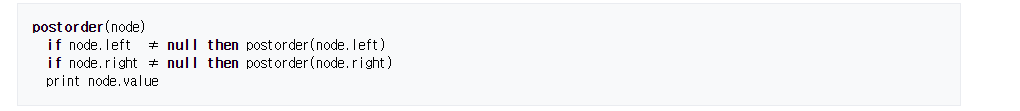 postorder(node)
if node.left ≠ null then postorder(node.left)
if node.right ≠ null then postorder(node.right)
print node.value